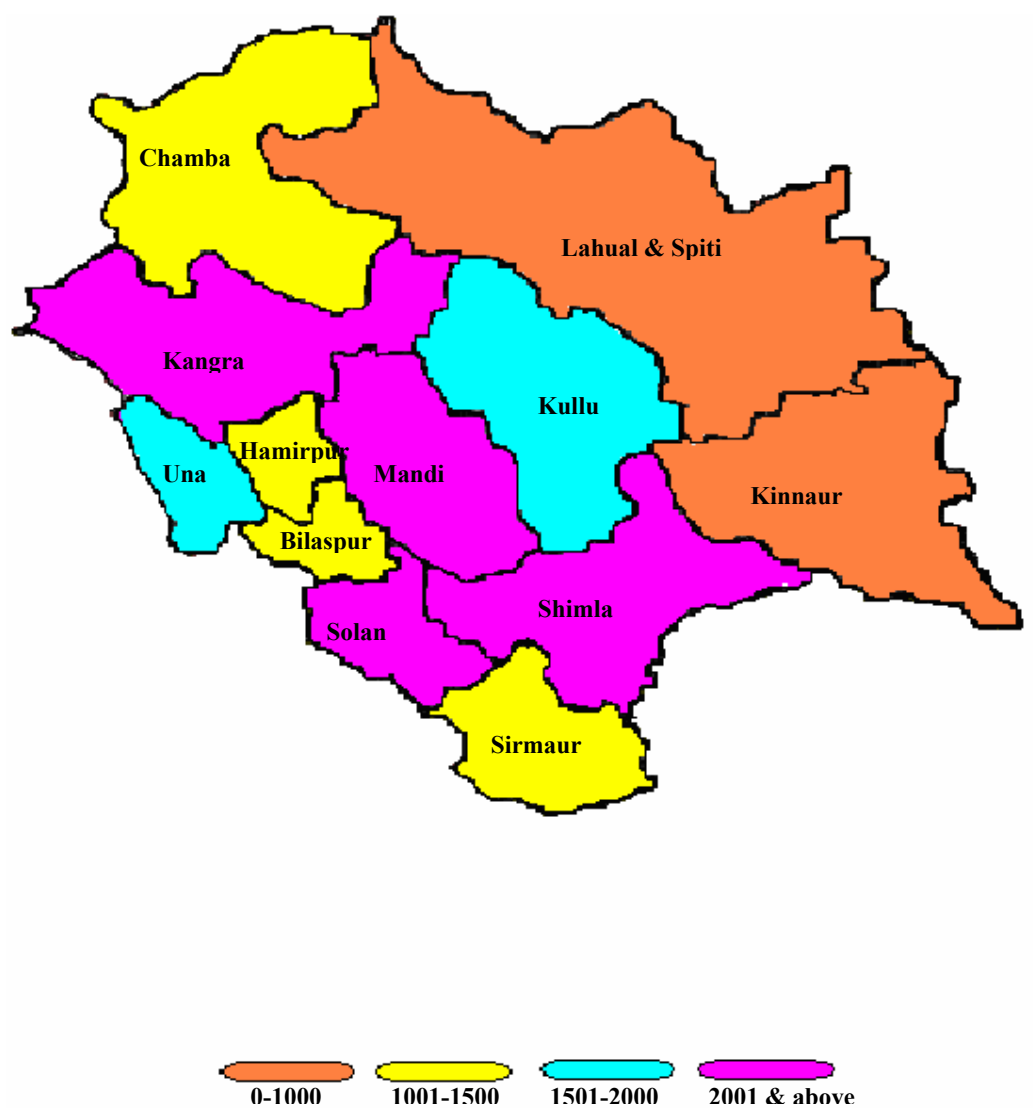 Chamba
Lahual & Spiti
Kangra
Kullu
Hamirpur
Una
Mandi
Kinnaur
Bilaspur
Shimla
Solan
Sirmaur
0-1000 1001-1500 1501-2000 2001 & above